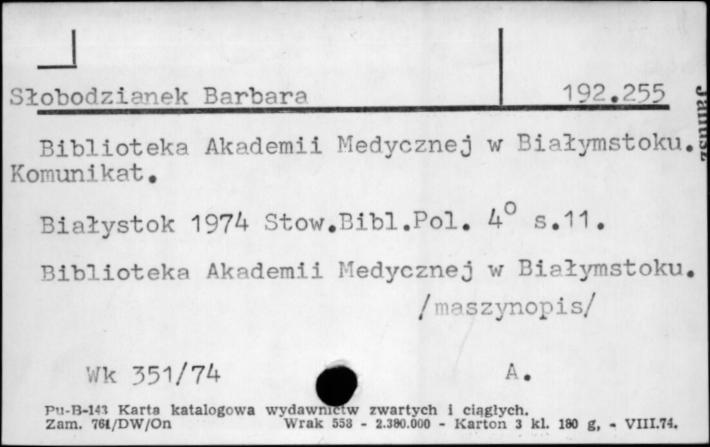 Słobodzianek Barbara 192.255
Janusz
Biblioteka Akademii Medycznej w Białymstoku.
Komunikat.
Białystok 1974 Stow.Bibl.Pol. 4° s.11.
Biblioteka Akademii Medycznej w Białymstoku.
/maszynopis/
Wk 351/74 A.
Pu-B-143 Karta katalogowa wydawnictw zwartych i ciągłych.
Zam. 761/DW/On Wrak 558 - 2.380.000 - Karton 3 kl. 180 g, - VIII.74.